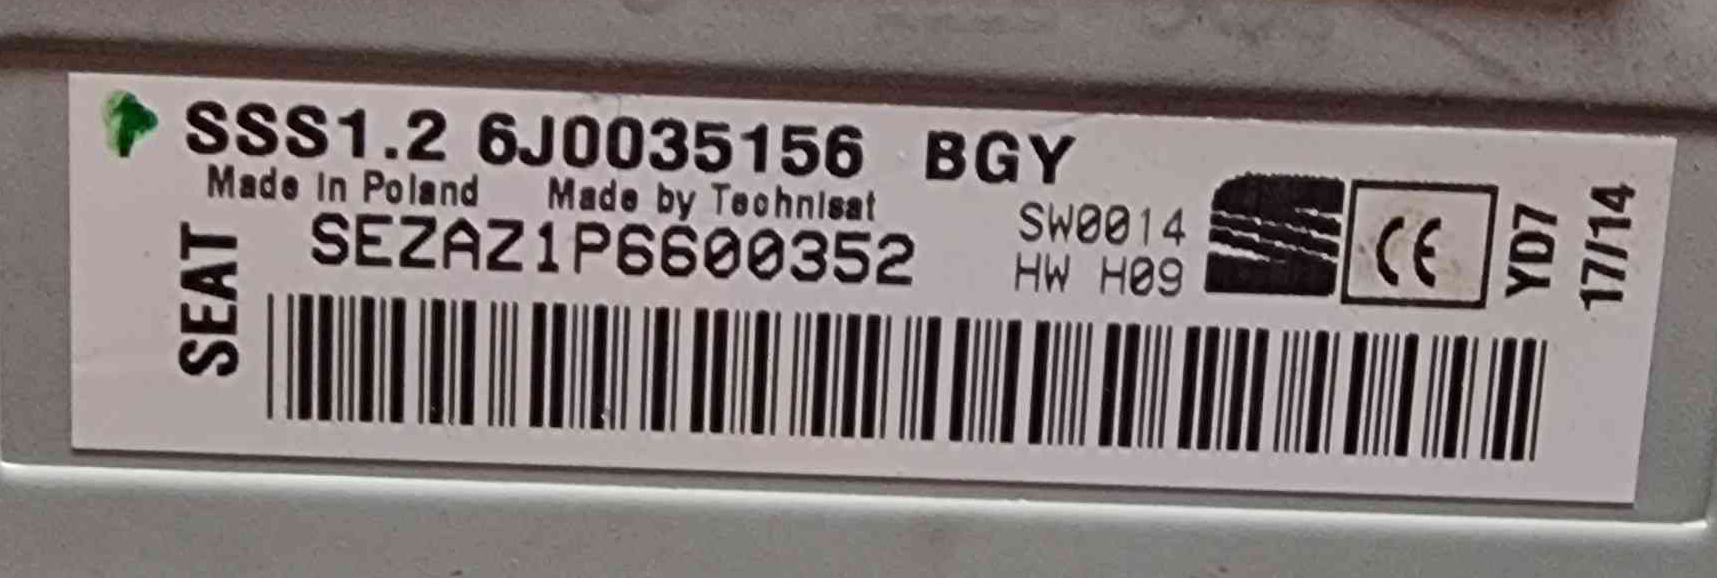 SSS1.2 6J0035156 BGY
Made in Poland Made by Technisat
SEZAZ1P6600352
SW0014
HW H09
SEAT
CE
YD7
17/14